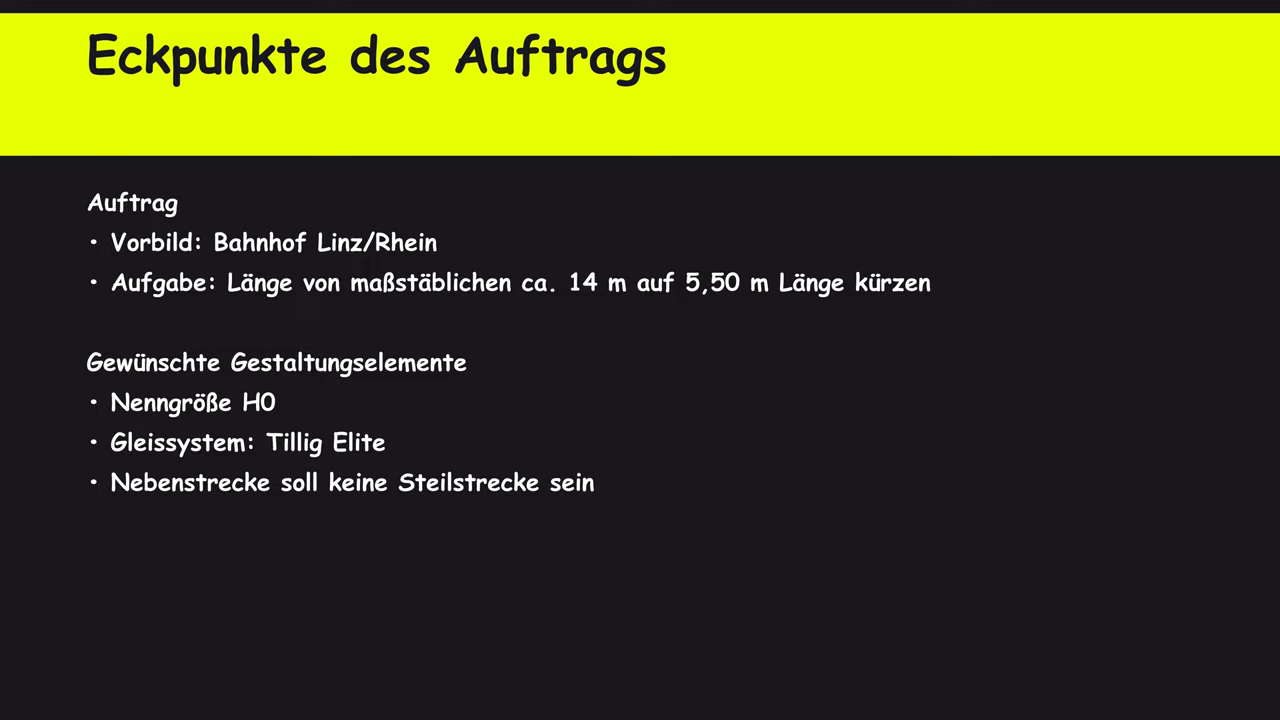 Eckpunkte des Auftrags
Auftrag
• Vorbild: Bahnhof Linz/Rhein
• Aufgabe: Länge von maßstäblichen ca. 14 m auf 5,50 m Länge kürzen
Gewünschte Gestaltungselemente
• Nenngröße H0
• Gleissystem: Tillig Elite
• Nebenstrecke soll keine Steilstrecke sein